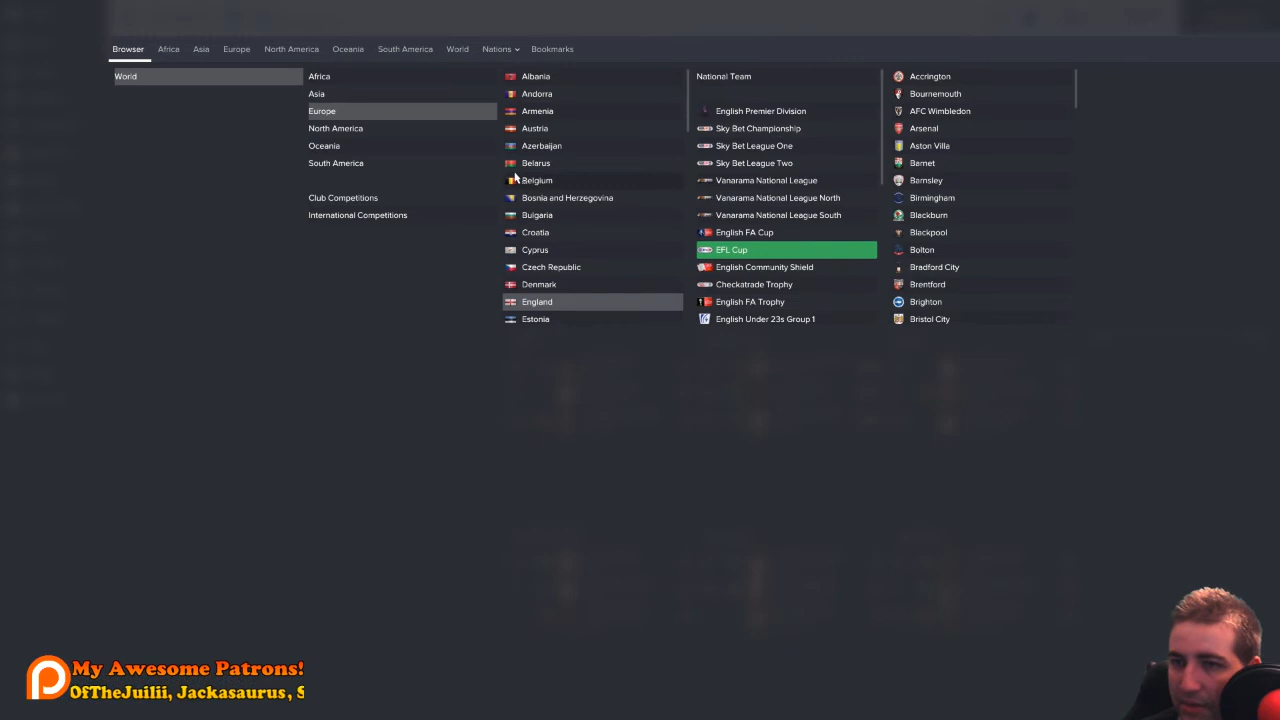 Browser Africa Asia Europe North America Oceania South America World Nations Bookmarks
World
Africa
Asia
Europe
North America
Oceania
South America
Club Competitions
International Competitions
Albania
Andorra
Armenia
Austria
Azerbaijan
Belarus
Belgium
Bosnia and Herzegovina
Bulgaria
Croatia
Cyprus
Czech Republic
Denmark
England
Estonia
National Team
English Premier Division
Sky Bet Championship
Sky Bet League One
Sky Bet League Two
Vanarama National League
Vanarama National League North
Vanarama National League South
English FA Cup
EFL Cup
English Community Shield
Checkatrade Trophy
English FA Trophy
English Under 23s Group 1
Accrington
Bournemouth
AFC Wimbledon
Arsenal
Aston Villa
Barnet
Barnsley
Birmingham
Blackburn
Blackpool
Bolton
Bradford City
Brentford
Brighton
Bristol City
My Awesome Patrons!
OfTheJuilii, Jackasaurus, S